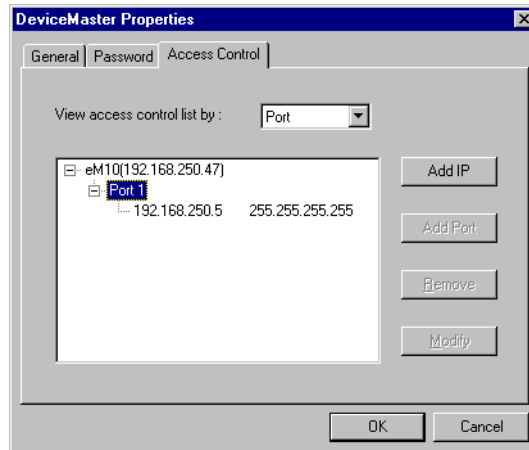 DeviceMaster Properties
General Password Access Control
View access control list by : Port
eM10(192.168.250.47)
Port 1
192.168.250.5 255.255.255.255
Add IP
Add Port
Remove
Modify
OK Cancel